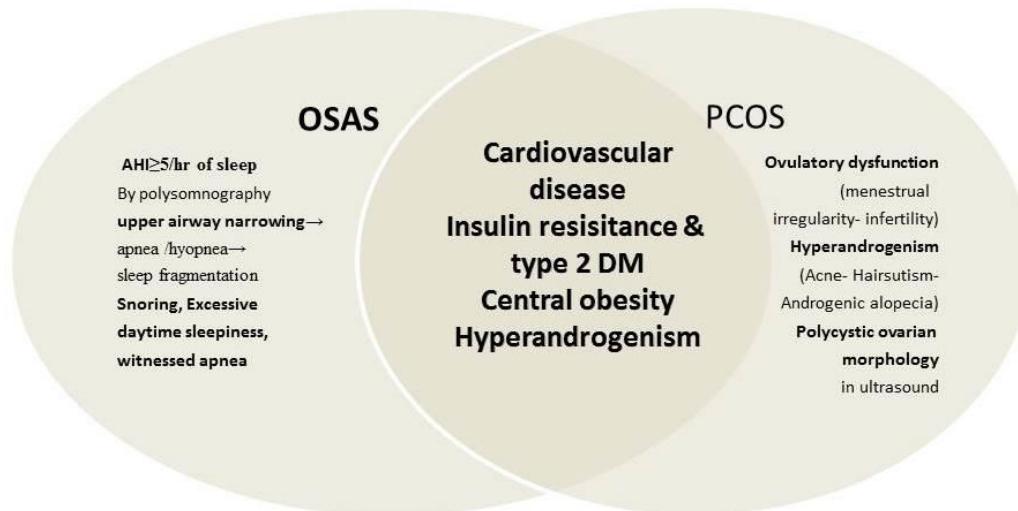 OSAS
AHI≥5/hr of sleep
By polysomnography
upper airway narrowing→
apnea /hyopnea→
sleep fragmentation
Snoring, Excessive
daytime sleepiness,
witnessed apnea
Cardiovascular
disease
Insulin resisitance &
type 2 DM
Central obesity
Hyperandrogenism
PCOS
Ovulatory dysfunction
(menestrual
irregularity- infertility)
Hyperandrogenism
(Acne- Hairsutism-
Androgenic alopecia)
Polycystic ovarian
morphology
in ultrasound